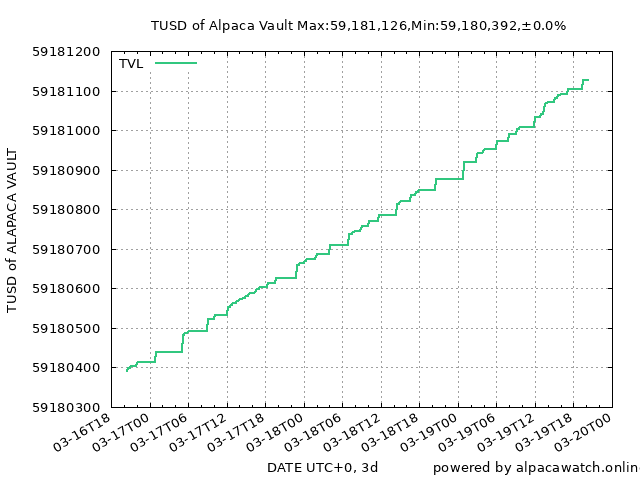 TUSD of Alpaca Vault Max:59,181,126,Min:59,180,392,±0.0%
TUSD of ALAPACA VAULT
TVL
59181200
59181100
59181000
59180900
59180800
59180700
59180600
59180500
59180400
59180300
03-16T18
03-17T00
03-17T06
03-17T12
03-17T18
03-18T00
03-18T06
03-18T12
03-18T18
03-19T00
03-19T06
03-19T12
03-19T18
03-20T00
DATE UTC+0, 3d
powered by alpacawatch.onlin